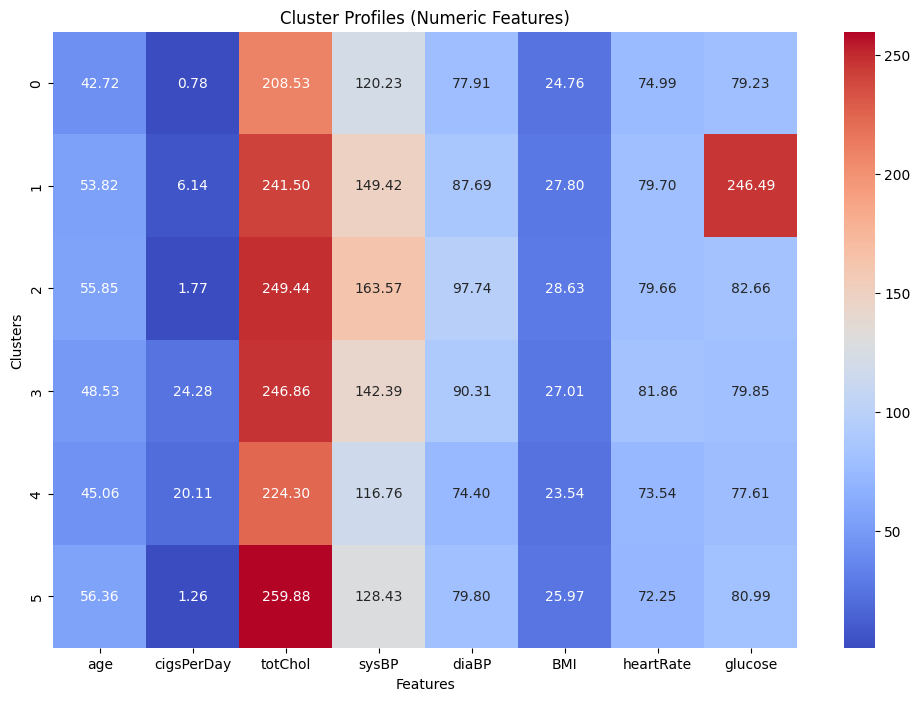 Cluster Profiles (Numeric Features)
0 42.72 0.78 208.53 120.23 77.91 24.76 74.99 79.23
1 53.82 6.14 241.50 149.42 87.69 27.80 79.70 246.49
2 55.85 1.77 249.44 163.57 97.74 28.63 79.66 82.66
3 48.53 24.28 246.86 142.39 90.31 27.01 81.86 79.85
4 45.06 20.11 224.30 116.76 74.40 23.54 73.54 77.61
5 56.36 1.26 259.88 128.43 79.80 25.97 72.25 80.99
Clusters
age cigsPerDay totChol sysBP diaBP BMI heartRate glucose
Features
250
200
150
100
50